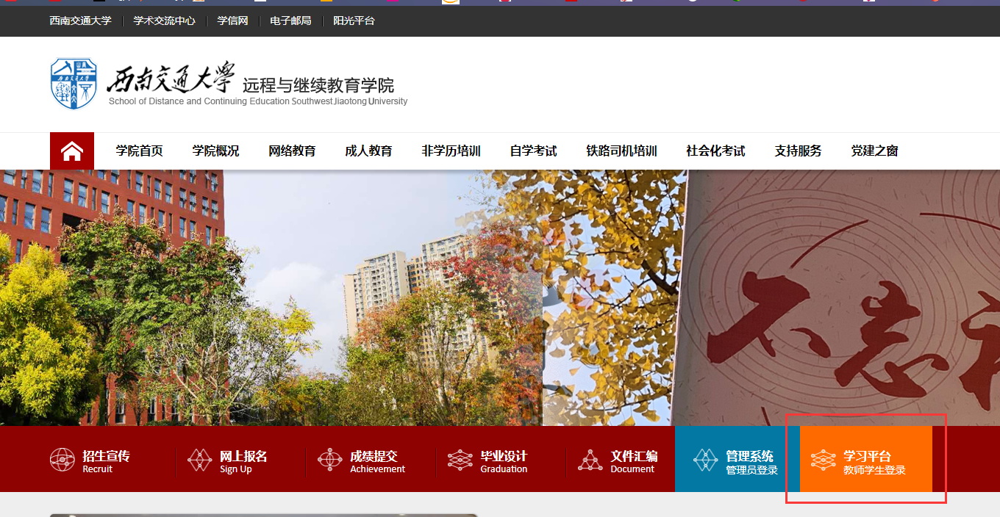 西南交通大学
学术交流中心
学信网
电子邮局
阳光平台
西南交通大学 远程与继续教育学院
School of Distance and Continuing Education Southwest Jiaotong University
学院首页
学院概况
网络教育
成人教育
非学历培训
自学考试
铁路司机培训
社会化考试
支持服务
党建之窗
不忘
招生宣传
Recruit
网上报名
Sign Up
成绩提交
Achievement
毕业设计
Graduation
文件汇编
Document
管理系统
管理员登录
学习平台
教师学生登录